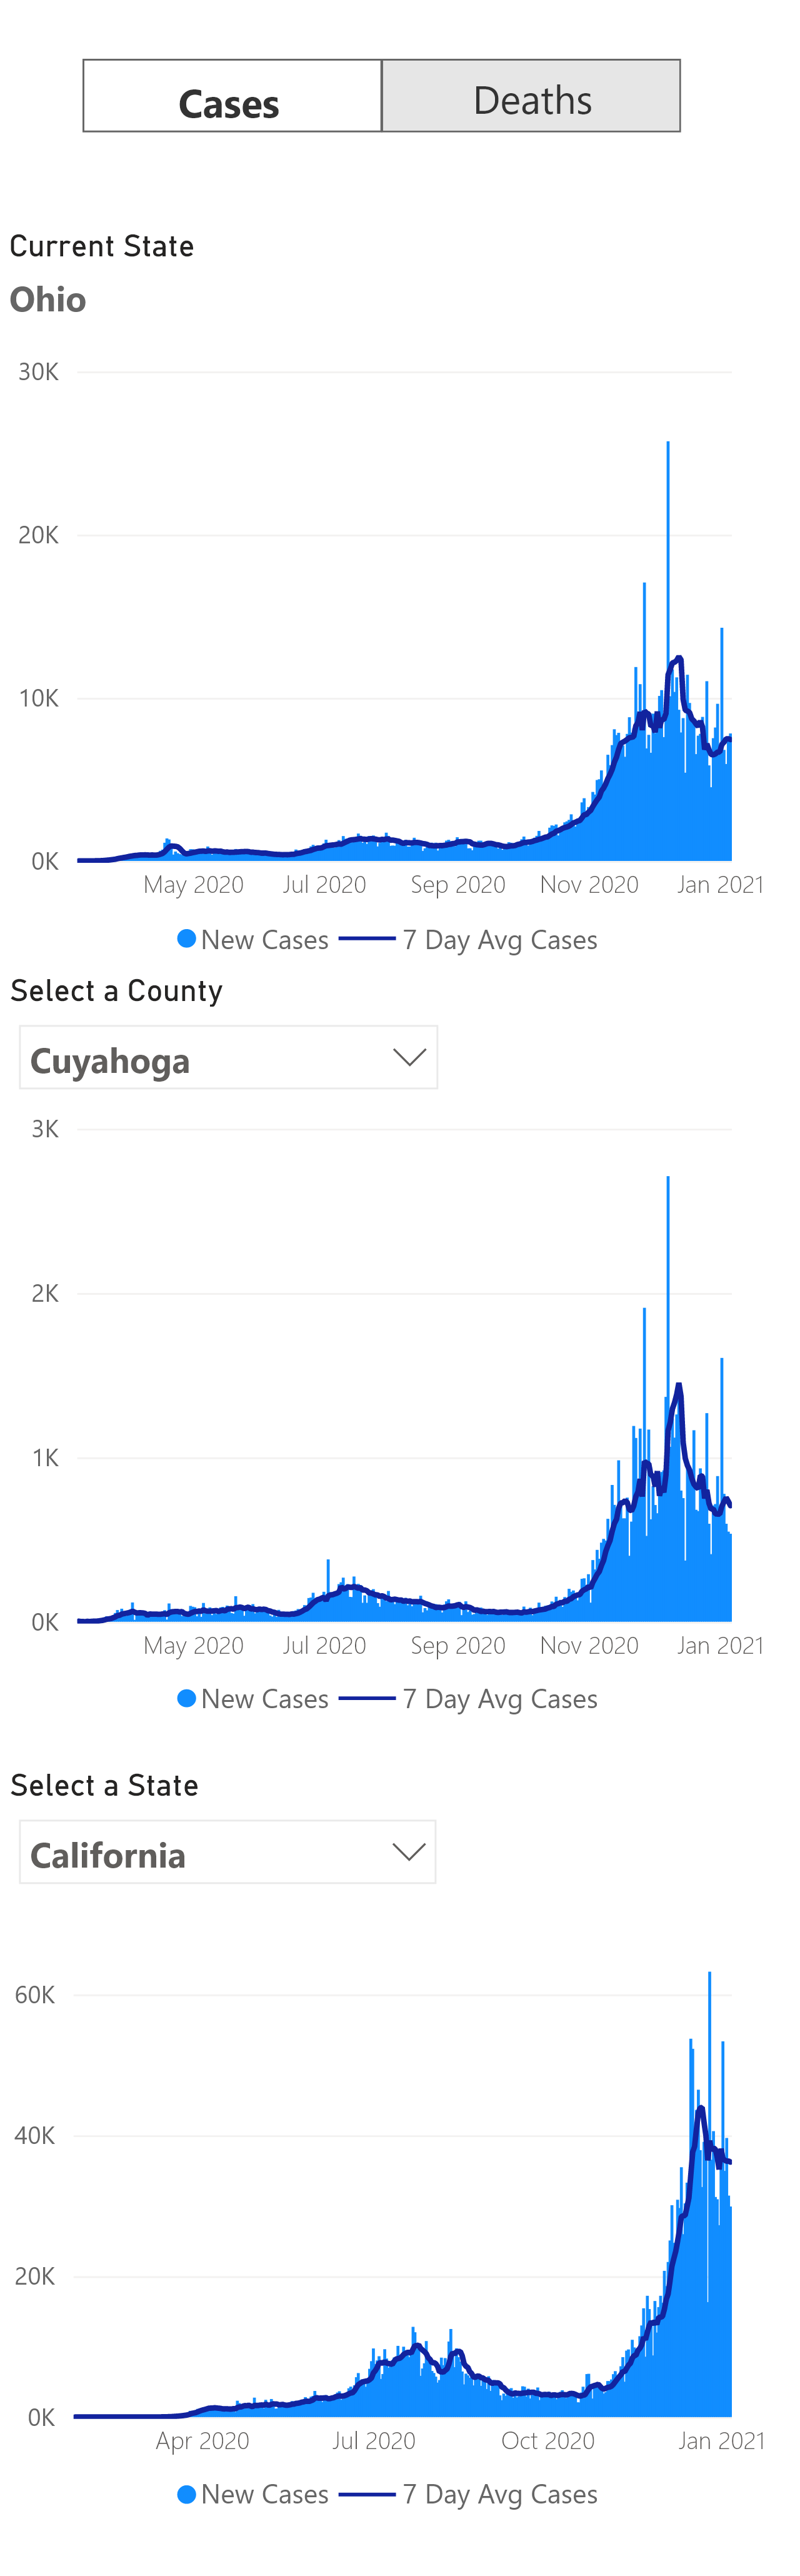 Cases Deaths
Current State
Ohio
30K
20K
10K
0K
May 2020 Jul 2020 Sep 2020 Nov 2020 Jan 2021
New Cases 7 Day Avg Cases
Select a County
Cuyahoga
3K
2K
1K
0K
May 2020 Jul 2020 Sep 2020 Nov 2020 Jan 2021
New Cases 7 Day Avg Cases
Select a State
California
60K
40K
20K
0K
Apr 2020 Jul 2020 Oct 2020 Jan 2021
New Cases 7 Day Avg Cases